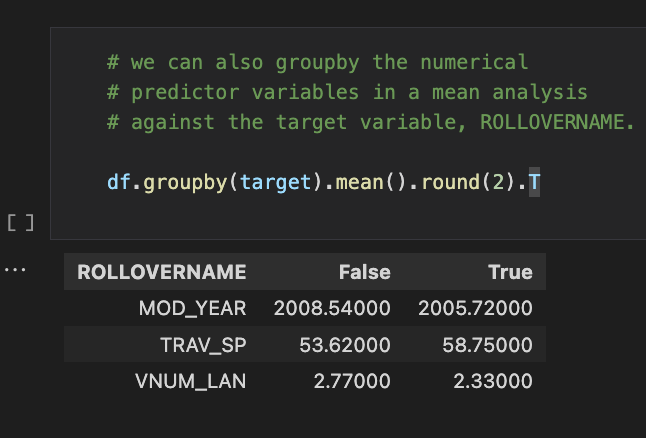 # we can also groupby the numerical
# predictor variables in a mean analysis
# against the target variable, ROLLOVERNAME.
df.groupby(target).mean().round(2).T
[ ]
...
ROLLOVERNAME False True
MOD_YEAR 2008.54000 2005.72000
TRAV_SP 53.62000 58.75000
VNUM_LAN 2.77000 2.33000